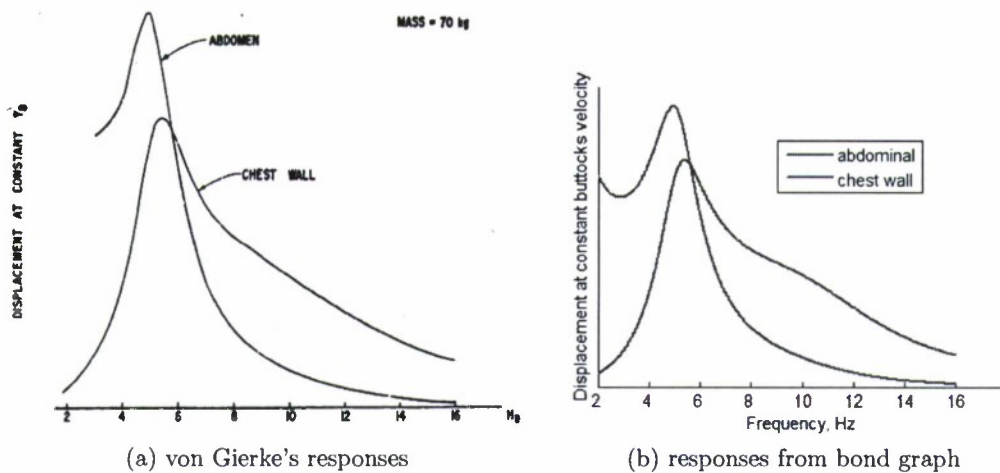 MASS = 70 kg
ABDOMEN
CHEST WALL
DISPLACEMENT AT CONSTANT
2 4 6 8 10 12 14 16
(a) von Gierke's responses
Displacement at constant buttocks velocity
abdominal
chest wall
2 4 6 8 10 12 14 16
Frequency, Hz
(b) responses from bond graph